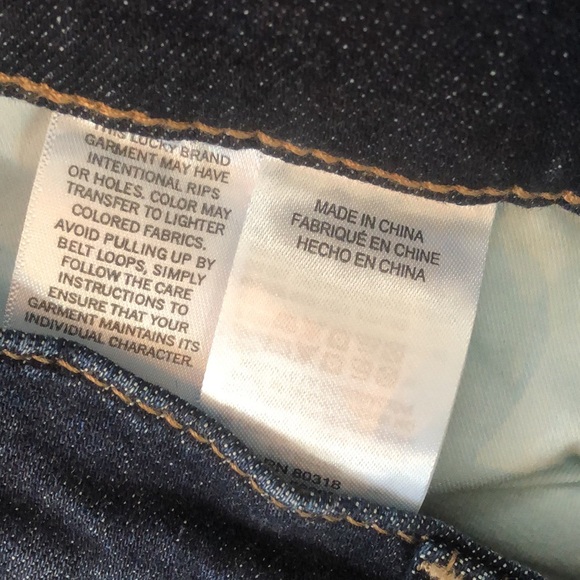 THIS LUCKY BRAND
GARMENT MAY HAVE
INTENTIONAL RIPS
OR HOLES. COLOR MAY
TRANSFER TO LIGHTER
COLORED FABRICS.
AVOID PULLING UP BY
BELT LOOPS, SIMPLY
FOLLOW THE CARE
INSTRUCTIONS TO
ENSURE THAT YOUR
GARMENT MAINTAINS ITS
INDIVIDUAL CHARACTER.
MADE IN CHINA
FABRIQUÉ EN CHINE
HECHO EN CHINA
RN 80318